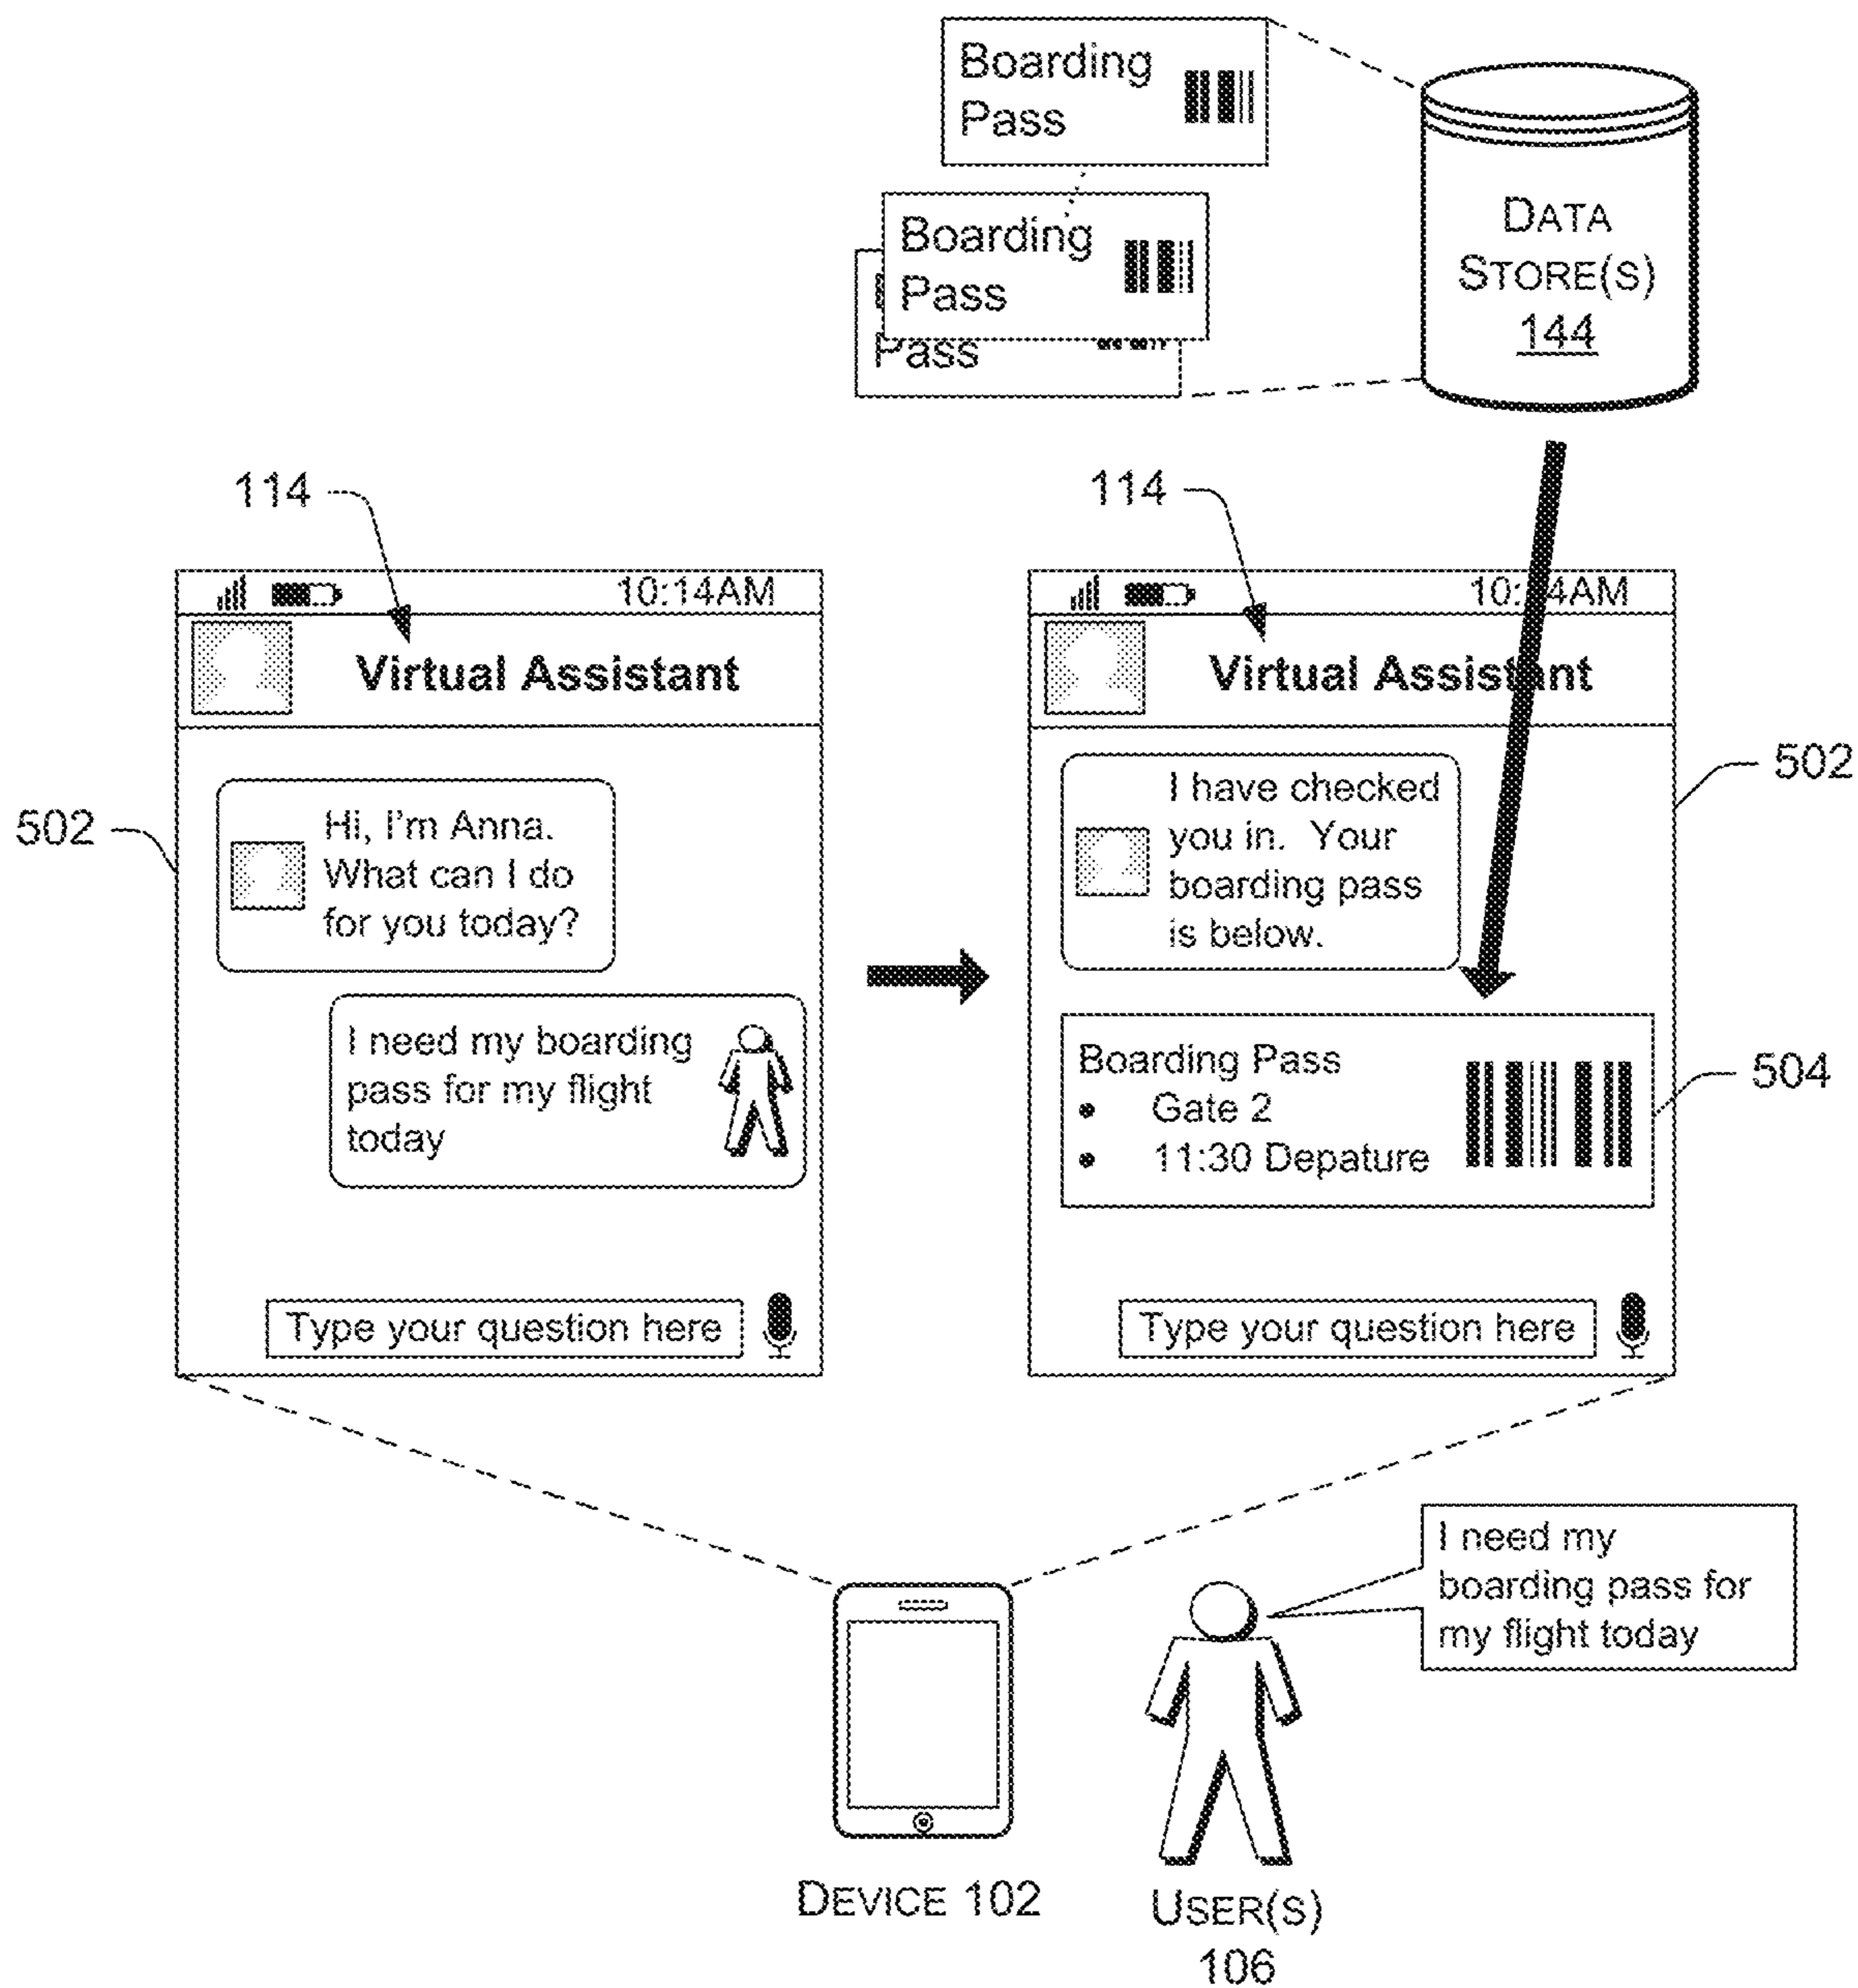 Boarding
Pass
Boarding
Pass
Pass
DATA
STORE(S)
144
114
10:14AM
Virtual Assistant
502
Hi, I'm Anna.
What can I do
for you today?
I need my boarding
pass for my flight
today
Type your question here
114
10:14AM
Virtual Assistant
502
I have checked
you in. Your
boarding pass
is below.
Boarding Pass
• Gate 2
• 11:30 Depature
504
Type your question here
I need my
boarding pass for
my flight today
DEVICE 102
USER(S)
106